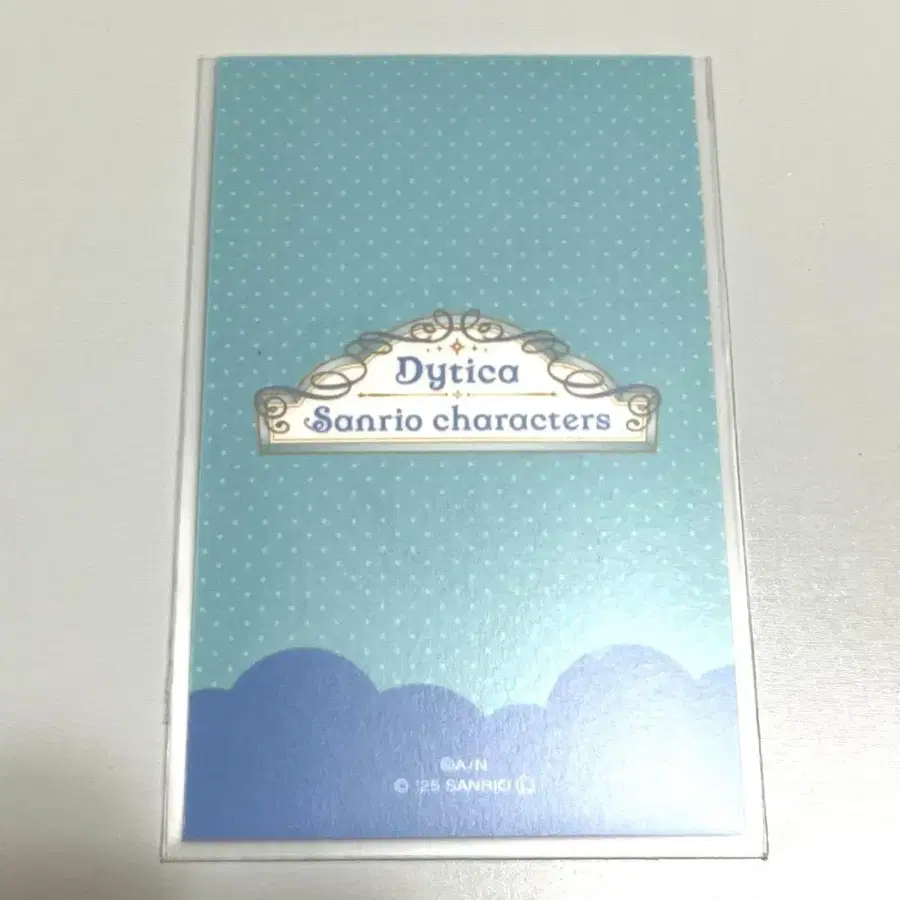 Dytica
Sanrio characters
©A/N
© '25 SANRIO Ⓛ